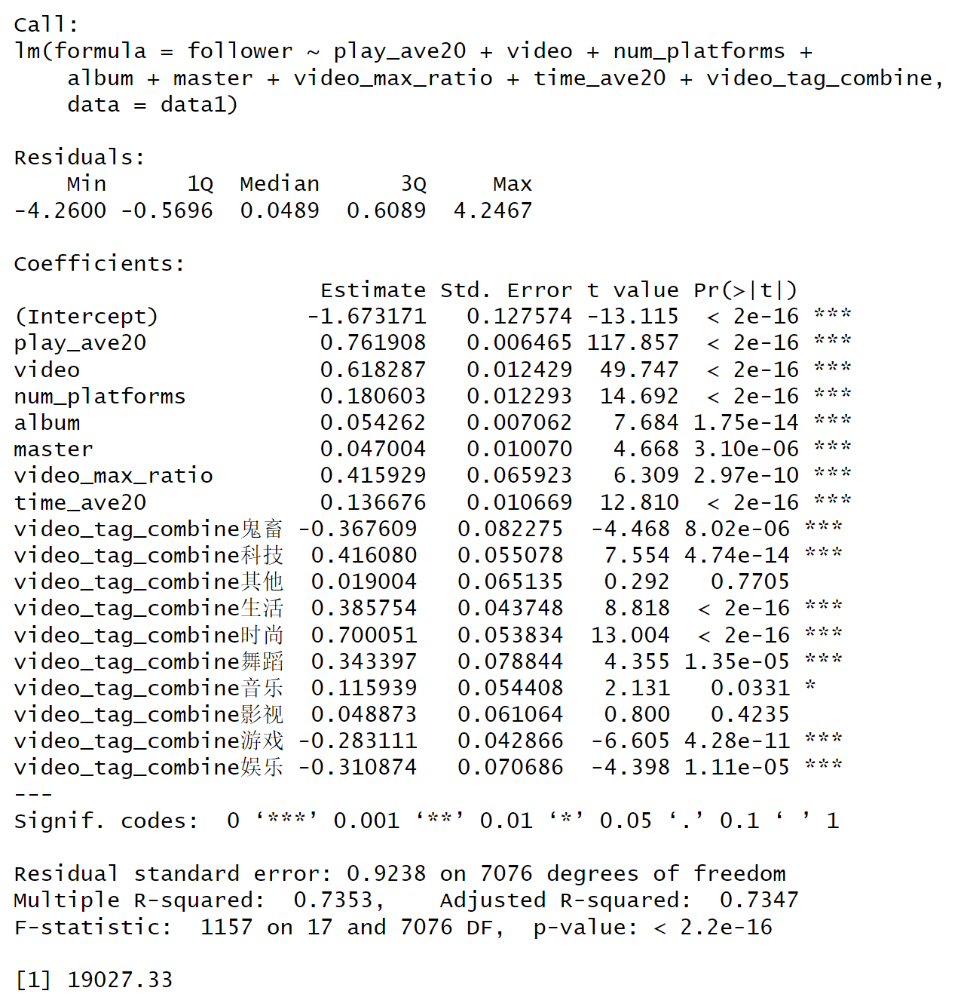 Call:
lm(formula = follower ~ play_ave20 + video + num_platforms +
    album + master + video_max_ratio + time_ave20 + video_tag_combine,
    data = data1)

Residuals:
    Min      1Q  Median      3Q     Max
-4.2600 -0.5696  0.0489  0.6089  4.2467

Coefficients:
                       Estimate Std. Error t value Pr(>|t|)
(Intercept)           -1.673171   0.127574 -13.115  < 2e-16 ***
play_ave20             0.761908   0.006465 117.857  < 2e-16 ***
video                  0.618287   0.012429  49.747  < 2e-16 ***
num_platforms          0.180603   0.012293  14.692  < 2e-16 ***
album                  0.054262   0.007062   7.684 1.75e-14 ***
master                 0.047004   0.010070   4.668 3.10e-06 ***
video_max_ratio        0.415929   0.065923   6.309 2.97e-10 ***
time_ave20             0.136676   0.010669  12.810  < 2e-16 ***
video_tag_combine鬼畜 -0.367609   0.082275  -4.468 8.02e-06 ***
video_tag_combine科技  0.416080   0.055078   7.554 4.74e-14 ***
video_tag_combine其他  0.019004   0.065135   0.292   0.7705
video_tag_combine生活  0.385754   0.043748   8.818  < 2e-16 ***
video_tag_combine时尚  0.700051   0.053834  13.004  < 2e-16 ***
video_tag_combine舞蹈  0.343397   0.078844   4.355 1.35e-05 ***
video_tag_combine音乐  0.115939   0.054408   2.131   0.0331 *
video_tag_combine影视  0.048873   0.061064   0.800   0.4235
video_tag_combine游戏 -0.283111   0.042866  -6.605 4.28e-11 ***
video_tag_combine娱乐 -0.310874   0.070686  -4.398 1.11e-05 ***
---
Signif. codes:  0 ‘***’ 0.001 ‘**’ 0.01 ‘*’ 0.05 ‘.’ 0.1 ‘ ’ 1

Residual standard error: 0.9238 on 7076 degrees of freedom
Multiple R-squared:  0.7353,    Adjusted R-squared:  0.7347
F-statistic:  1157 on 17 and 7076 DF,  p-value: < 2.2e-16

[1] 19027.33